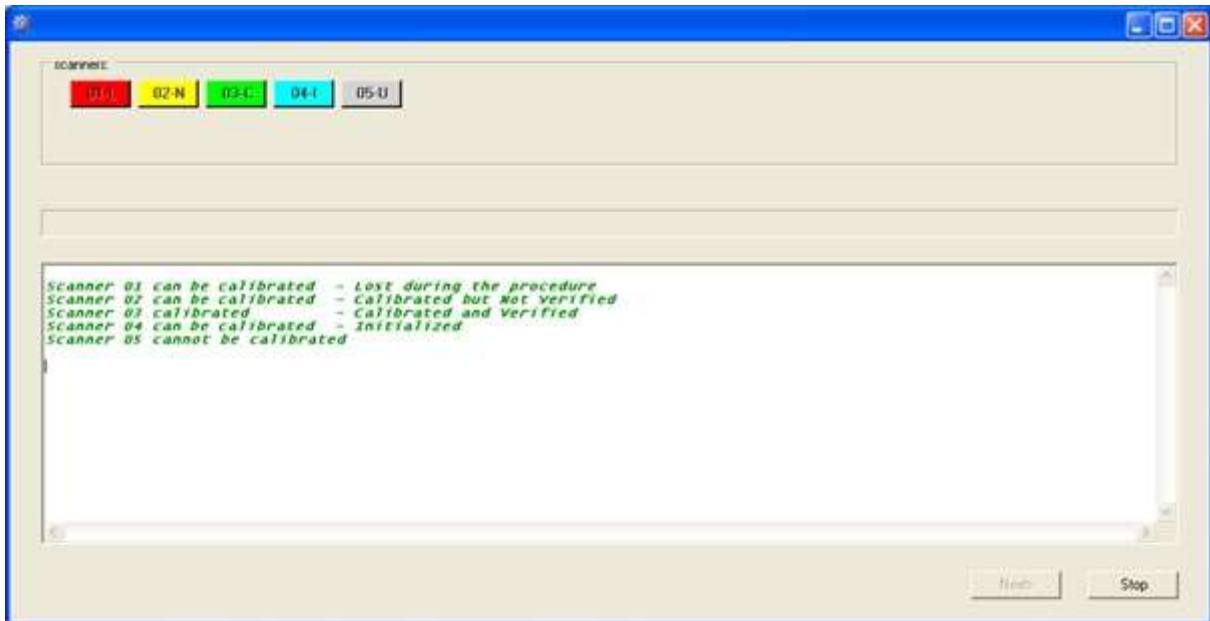 scanners
01-L 02-N 03-C 04-I 05-U
Scanner 01 can be calibrated - Lost during the procedure
Scanner 02 can be calibrated - Calibrated but Not Verified
Scanner 03 calibrated - Calibrated and Verified
Scanner 04 can be calibrated - Initialized
Scanner 05 cannot be calibrated
Next Stop